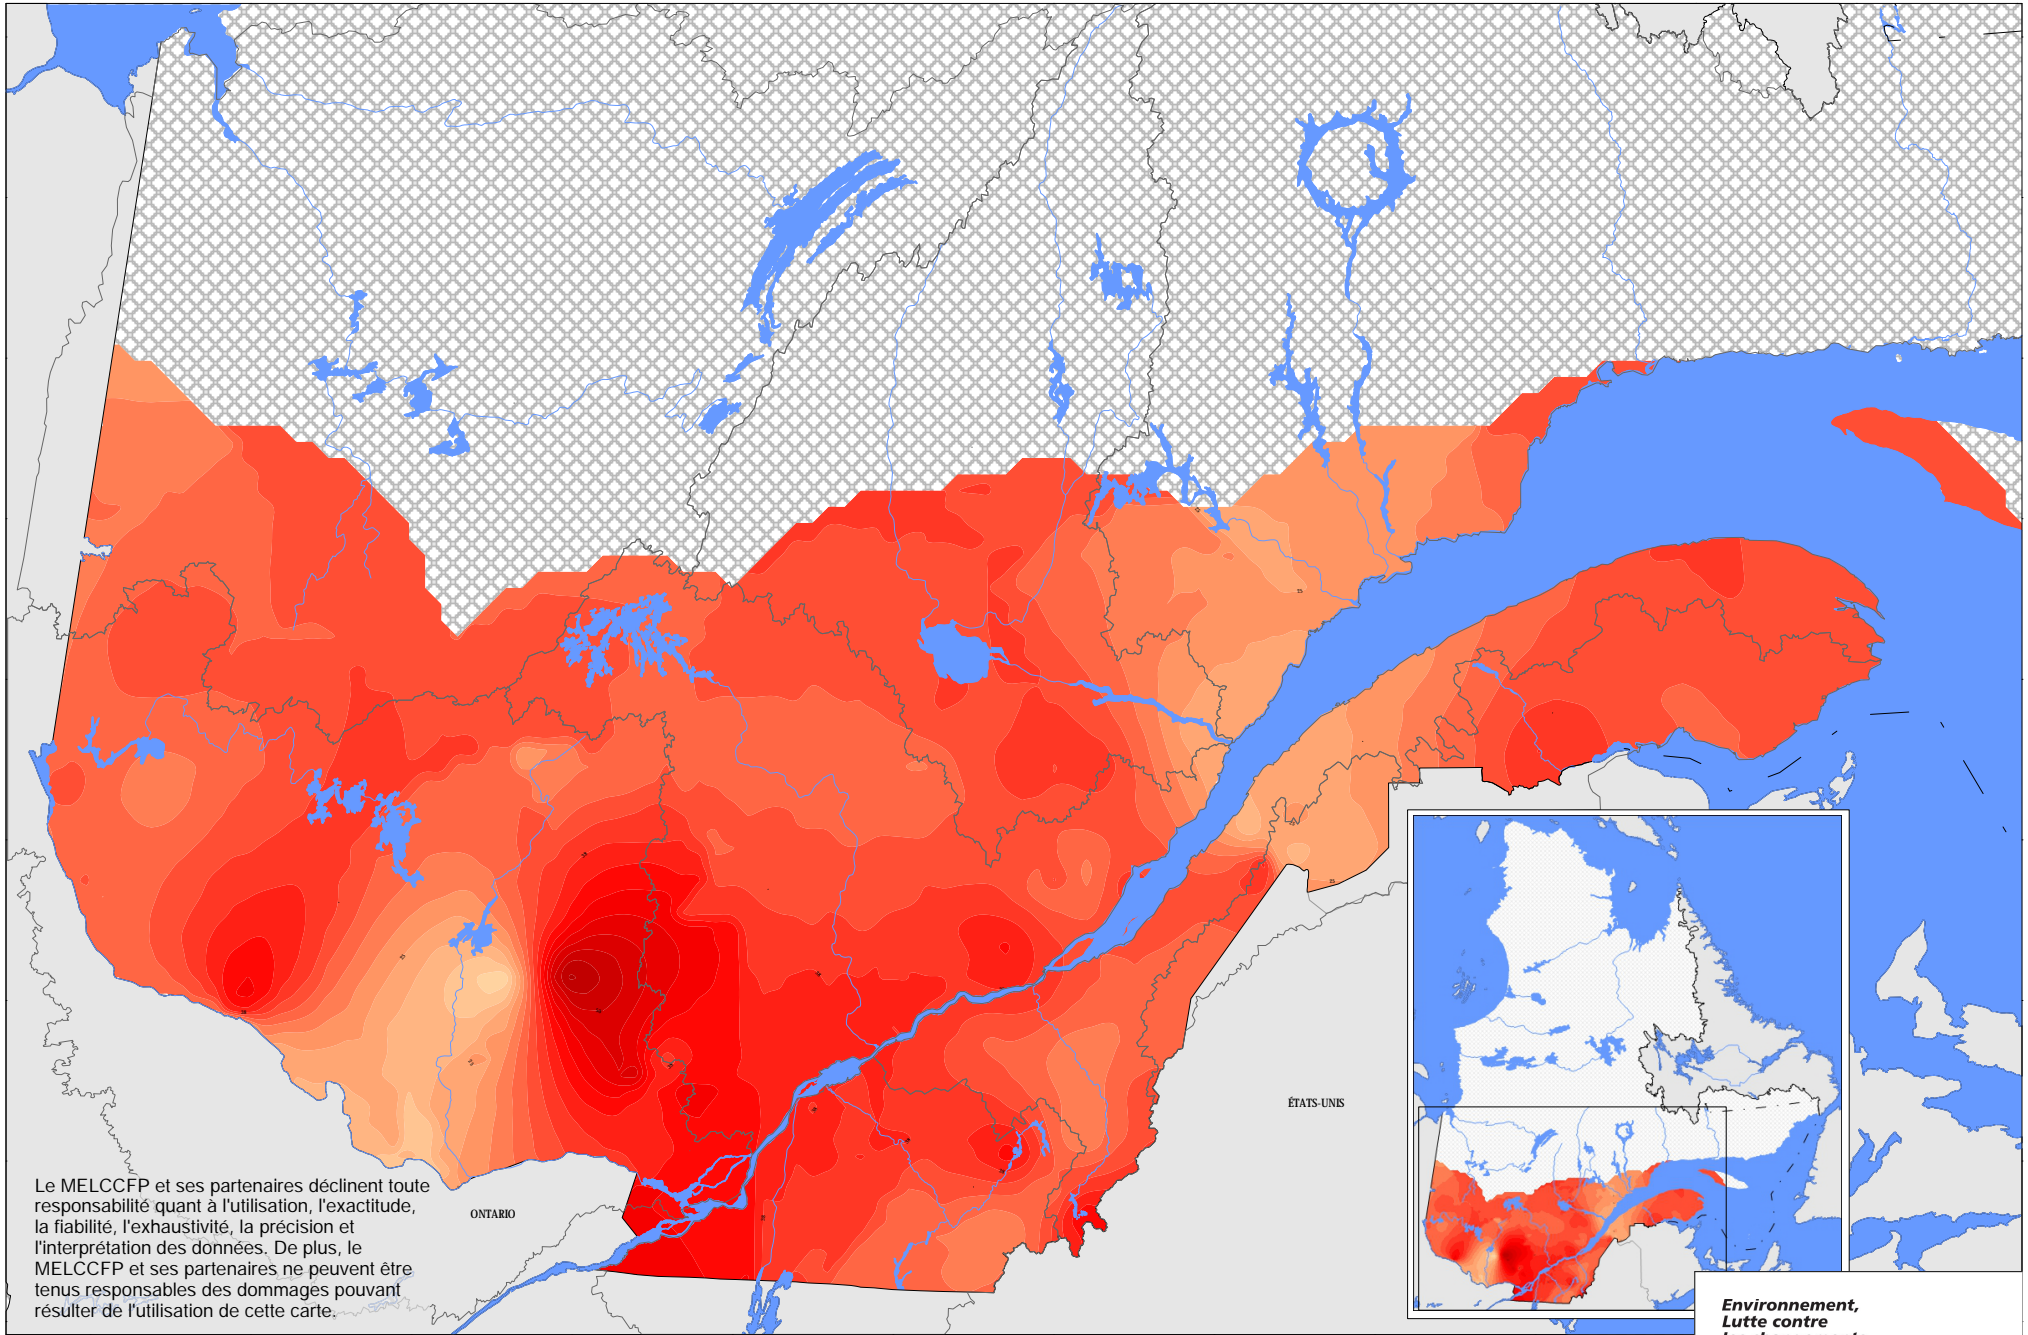 ÉTATS-UNIS
Le MELCCFP et ses partenaires déclinent toute
responsabilité quant à l'utilisation, l'exactitude,
la fiabilité, l'exhaustivité, la précision et
l'interprétation des données. De plus, le
MELCCFP et ses partenaires ne peuvent être
tenus responsables des dommages pouvant
résulter de l'utilisation de cette carte.
ONTARIO
Environnement,
Lutte contre